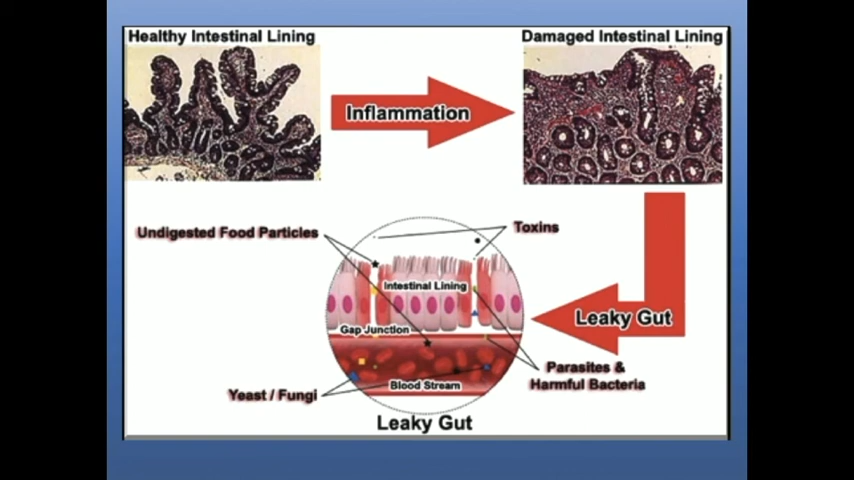 Healthy Intestinal Lining
Damaged Intestinal Lining
Inflammation
Undigested Food Particles
Toxins
Intestinal Lining
Leaky Gut
Gap Junction
Parasites &
Harmful Bacteria
Blood Stream
Yeast / Fungi
Leaky Gut